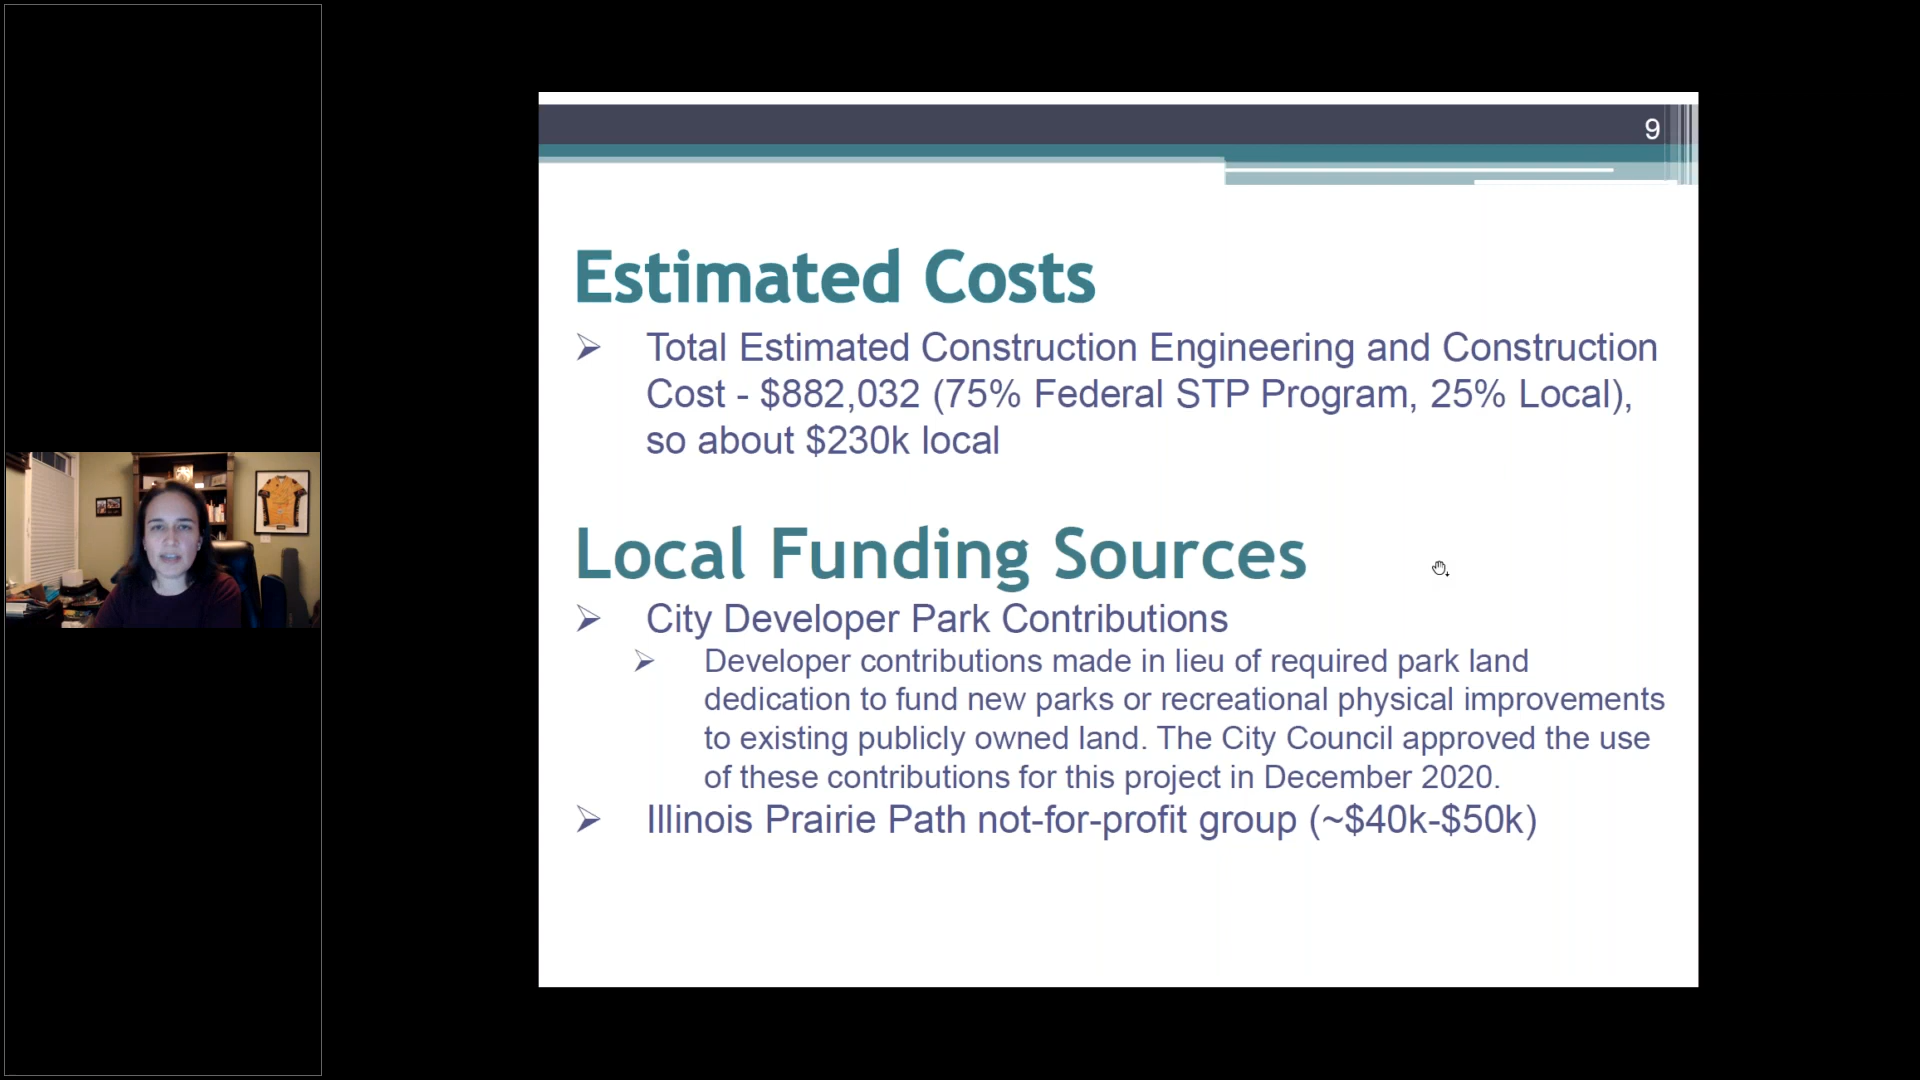 9
Estimated Costs
➢ Total Estimated Construction Engineering and Construction
Cost - $882,032 (75% Federal STP Program, 25% Local),
so about $230k local
Local Funding Sources
➢ City Developer Park Contributions
➢ Developer contributions made in lieu of required park land
dedication to fund new parks or recreational physical improvements
to existing publicly owned land. The City Council approved the use
of these contributions for this project in December 2020.
➢ Illinois Prairie Path not-for-profit group (~$40k-$50k)